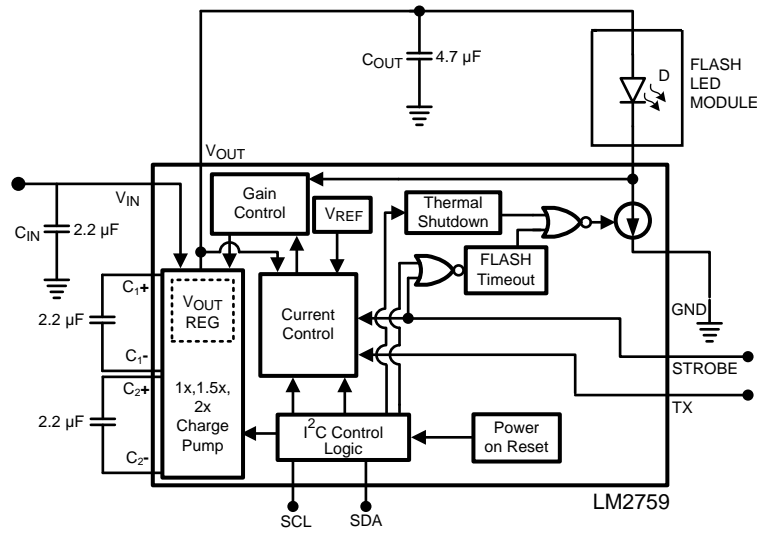 COUT
4.7 µF
D
FLASH
LED
MODULE
VOUT
VIN
CIN
2.2 µF
Gain
Control
VREF
Thermal
Shutdown
FLASH
Timeout
C1+
2.2 µF
C1-
VOUT
REG
Current
Control
GND
STROBE
TX
C2+
2.2 µF
C2-
1x,1.5x,
2x
Charge
Pump
I2C Control
Logic
Power
on Reset
SCL
SDA
LM2759